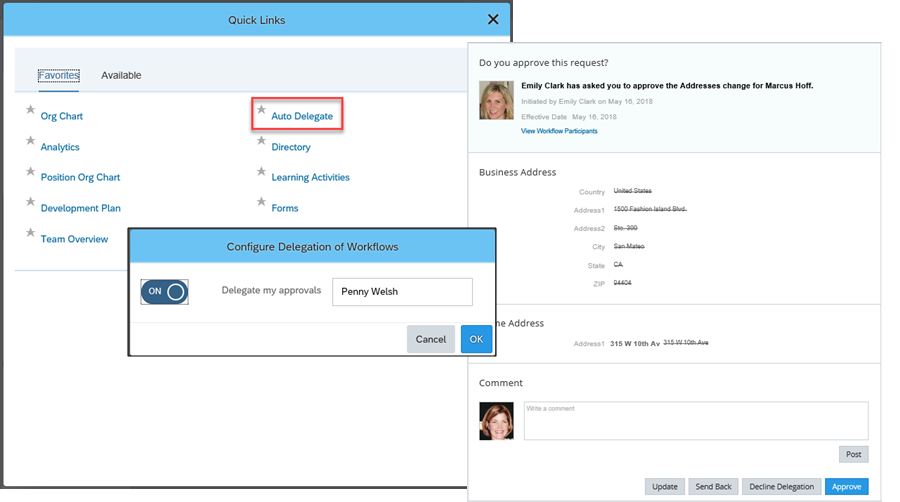 Quick Links
Favorites
Available
Org Chart
Auto Delegate
Analytics
Directory
Position Org Chart
Learning Activities
Development Plan
Forms
Team Overview
Configure Delegation of Workflows
ON
Delegate my approvals
Penny Welsh
Cancel
OK
Do you approve this request?
Emily Clark has asked you to approve the Addresses change for Marcus Hoff.
Initiated by Emily Clark on May 16, 2018
Effective Date May 16, 2018
View Workflow Participants
Business Address
Country United States
Address1 1500 Fashion Island Blvd.
Address2 Ste. 300
City San Mateo
State CA
ZIP 94404
me Address
Address1 315 W 10th Av 315 W 10th Ave
Comment
Write a comment
Post
Update
Send Back
Decline Delegation
Approve